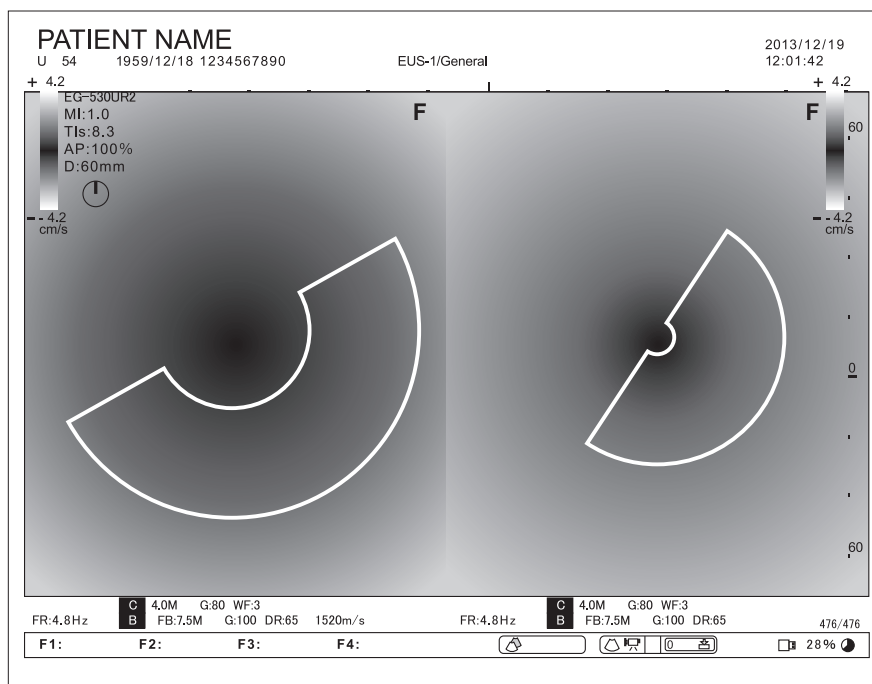 PATIENT NAME
U 54 1959/12/18 1234567890 EUS-1/General
2013/12/19
12:01:42
+ 4.2
EG-530UR2
MI:1.0
TIs:8.3
AP:100%
D:60mm
- 4.2
cm/s
F
F
+ 4.2
- 4.2
cm/s
60
0
60
C 4.0M G:80 WF:3
FR:4.8Hz B FB:7.5M G:100 DR:65 1520m/s
C 4.0M G:80 WF:3
FR:4.8Hz B FB:7.5M G:100 DR:65
476/476
F1: F2: F3: F4: 0 28%